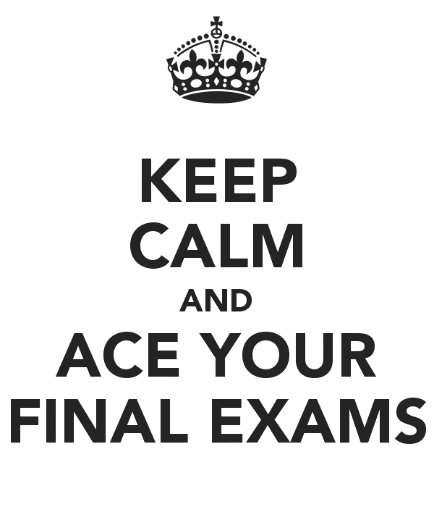 KEEP
CALM
AND
ACE YOUR
FINAL EXAMS